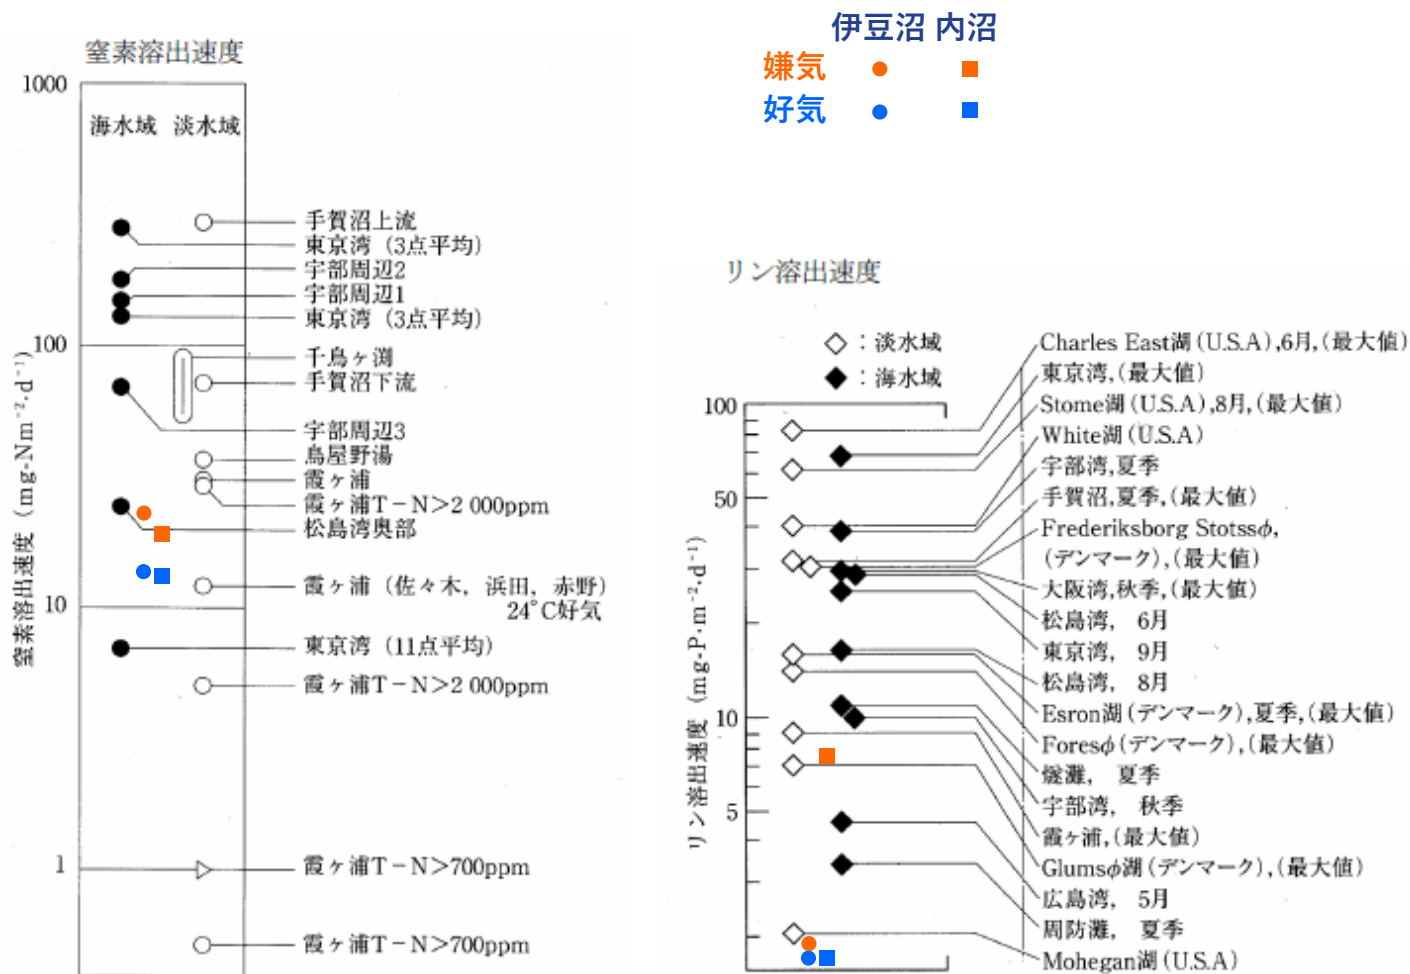 伊豆沼 内沼
嫌気
好気
窒素溶出速度
1000
海水域 淡水域
手賀沼上流
東京湾 (3点平均)
宇部周辺2
宇部周辺1
東京湾 (3点平均)
100
千鳥ヶ渕
手賀沼下流
宇部周辺3
鳥屋野湯
霞ヶ浦
霞ヶ浦T-N>2 000ppm
松島湾奥部
霞ヶ浦 (佐々木, 浜田, 赤野)
24°C好気
10
東京湾 (11点平均)
霞ヶ浦T-N>2 000ppm
1
霞ヶ浦T-N>700ppm
霞ヶ浦T-N>700ppm
窒素溶出速度 (mg-Nm⁻²·d⁻¹)
リン溶出速度
◇ : 淡水域
◆ : 海水域
100
50
10
5
リン溶出速度 (mg-P·m⁻²·d⁻¹)
Charles East湖 (U.S.A) ,6月,(最大値)
東京湾,(最大値)
Stome湖 (U.S.A),8月,(最大値)
White湖 (U.S.A)
宇部湾,夏季
手賀沼,夏季,(最大値)
Frederiksborg Stotssφ,
(デンマーク),(最大値)
大阪湾,秋季,(最大値)
松島湾, 6月
東京湾, 9月
松島湾, 8月
Esron湖 (デンマーク),夏季,(最大値)
Foresφ (デンマーク),(最大値)
燧灘, 夏季
宇部湾, 秋季
霞ヶ浦,(最大値)
Glumsφ湖 (デンマーク),(最大値)
広島湾, 5月
周防灘, 夏季
Mohegan湖 (U.S.A)